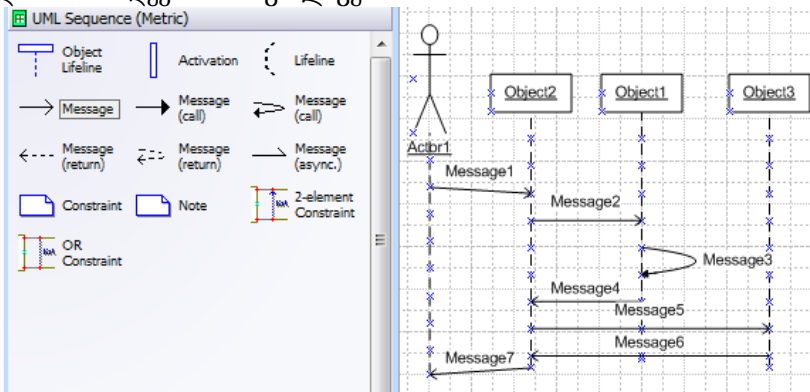 UML Sequence (Metric)
Object
Lifeline
Activation
Lifeline
Message
Message
(call)
Message
(call)
Message
(return)
Message
(return)
Message
(async.)
Constraint
Note
2-element
Constraint
OR
Constraint
Actor1
Object2
Object1
Object3
Message1
Message2
Message3
Message4
Message5
Message6
Message7